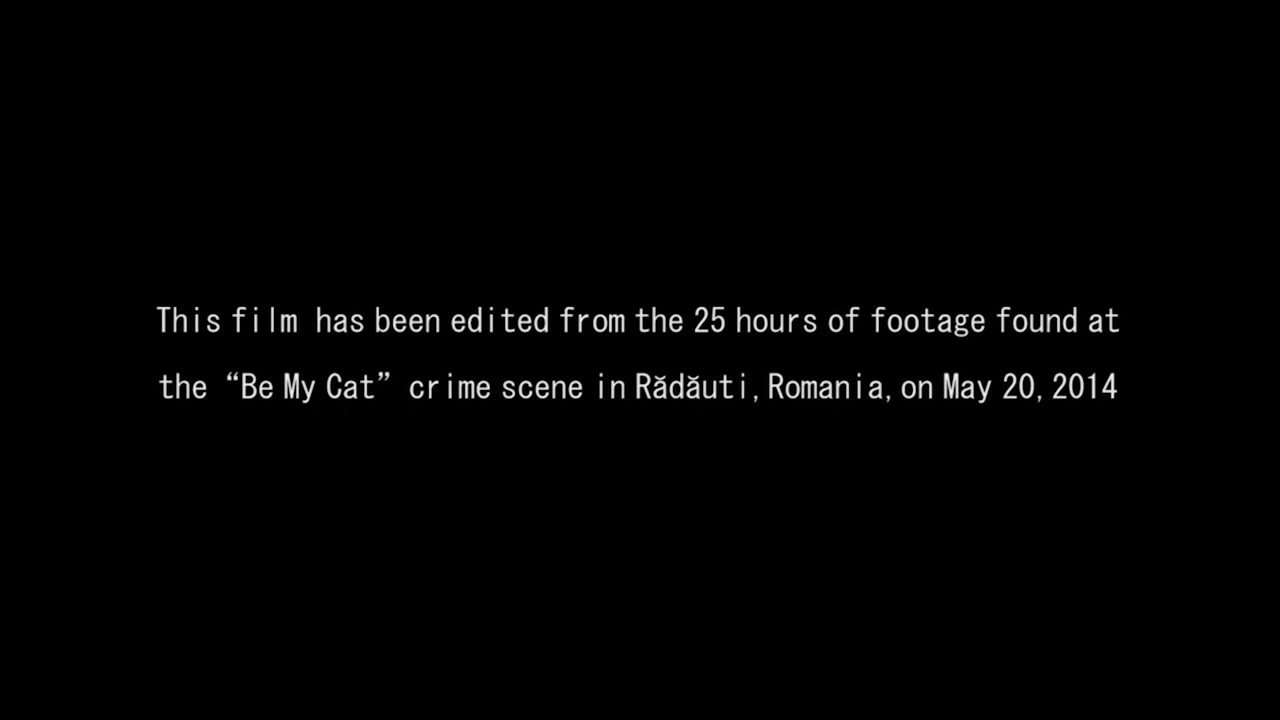 This film has been edited from the 25 hours of footage found at
the “Be My Cat” crime scene in Rădăuti, Romania, on May 20, 2014